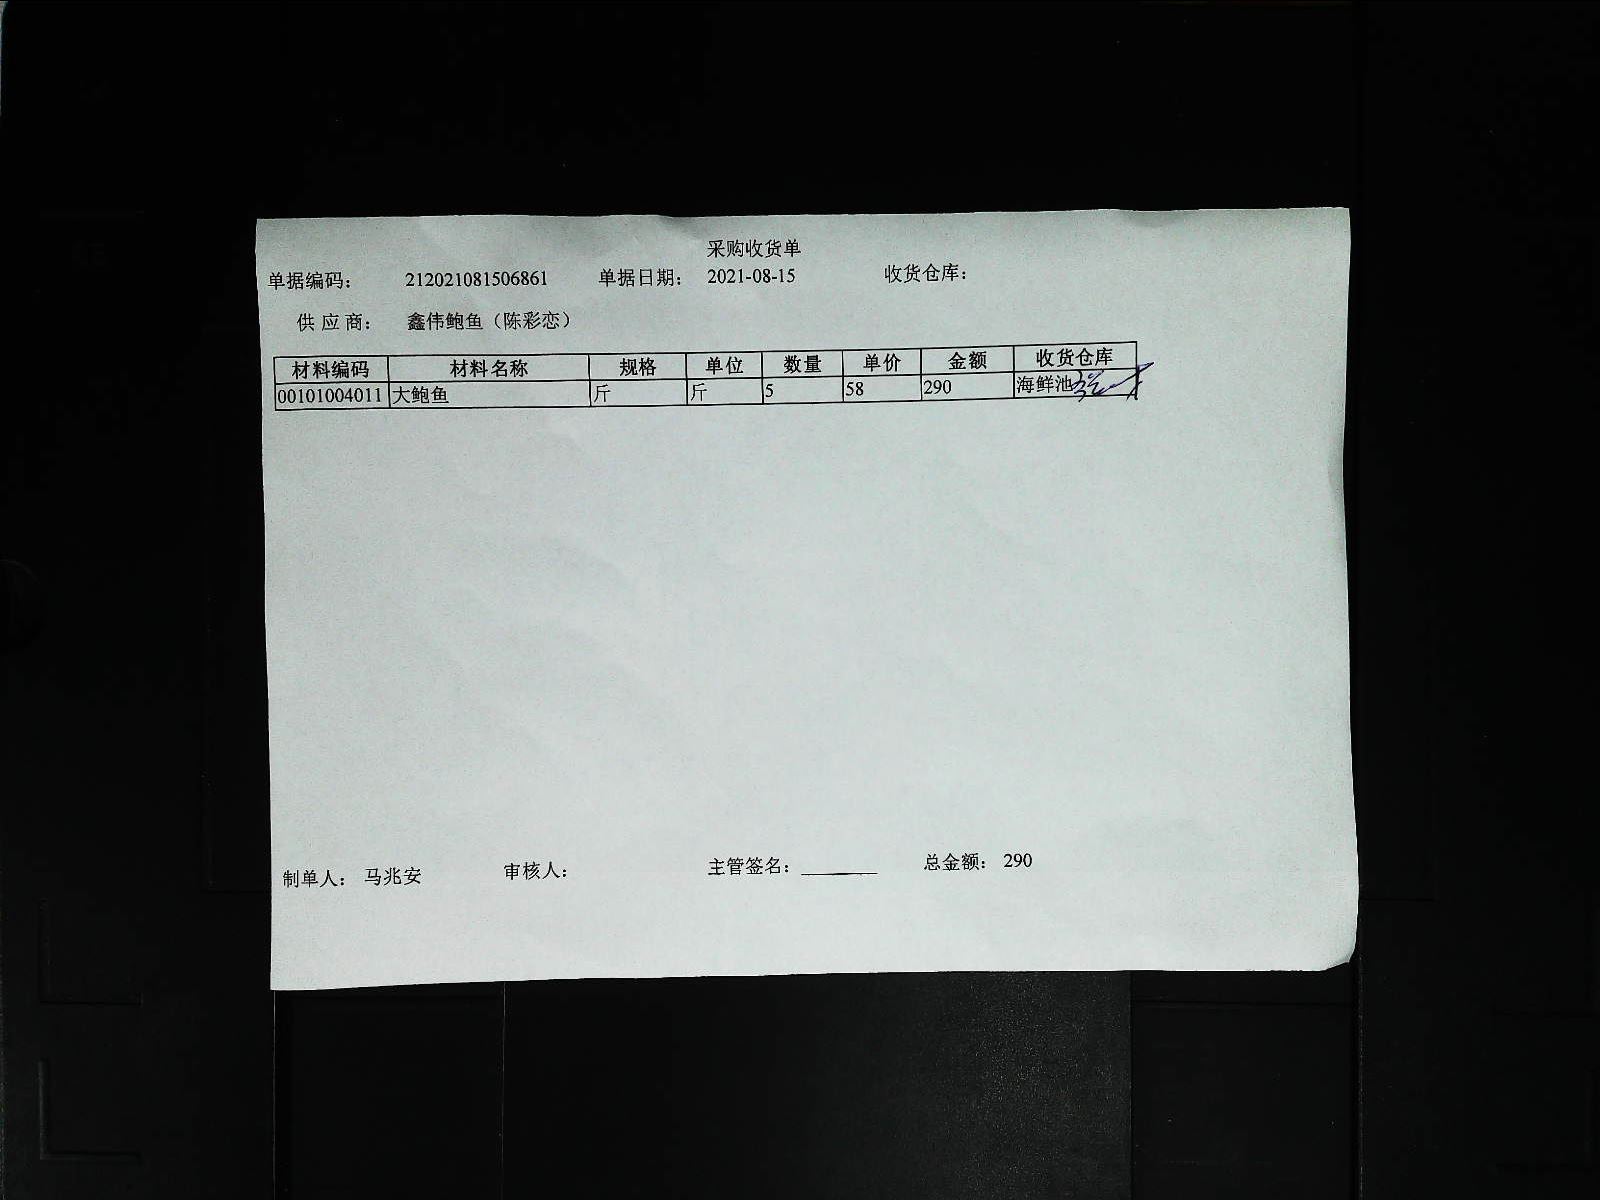 采购收货单
单据编码： 212021081506861 单据日期： 2021-08-15 收货仓库：
供应商： 鑫伟鲍鱼（陈彩恋）
材料编码 材料名称 规格 单位 数量 单价 金额 收货仓库
00101004011 大鲍鱼 斤 斤 5 58 290 海鲜池
制单人： 马兆安 审核人： 主管签名： 总金额： 290